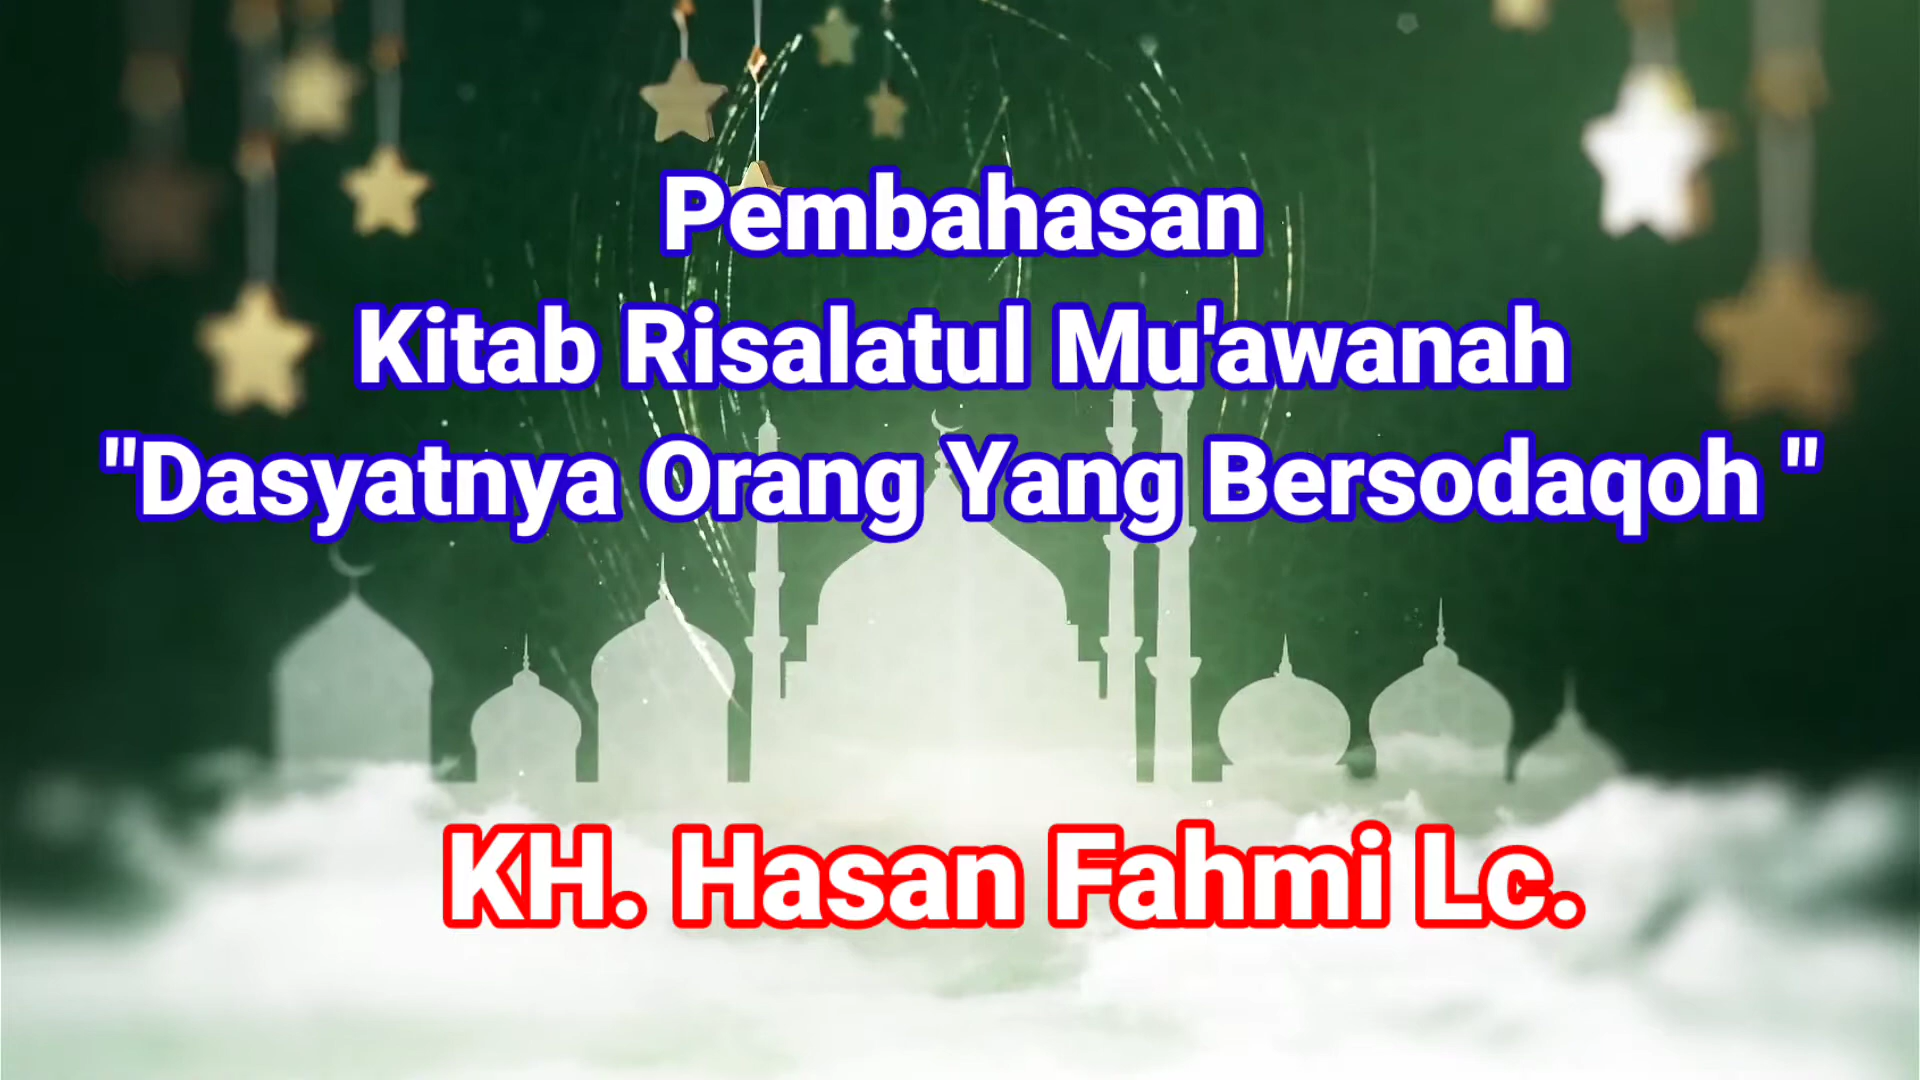 Pembahasan
Kitab Risalatul Mu'awanah
"Dasyatnya Orang Yang Bersodaqoh "
KH. Hasan Fahmi Lc.